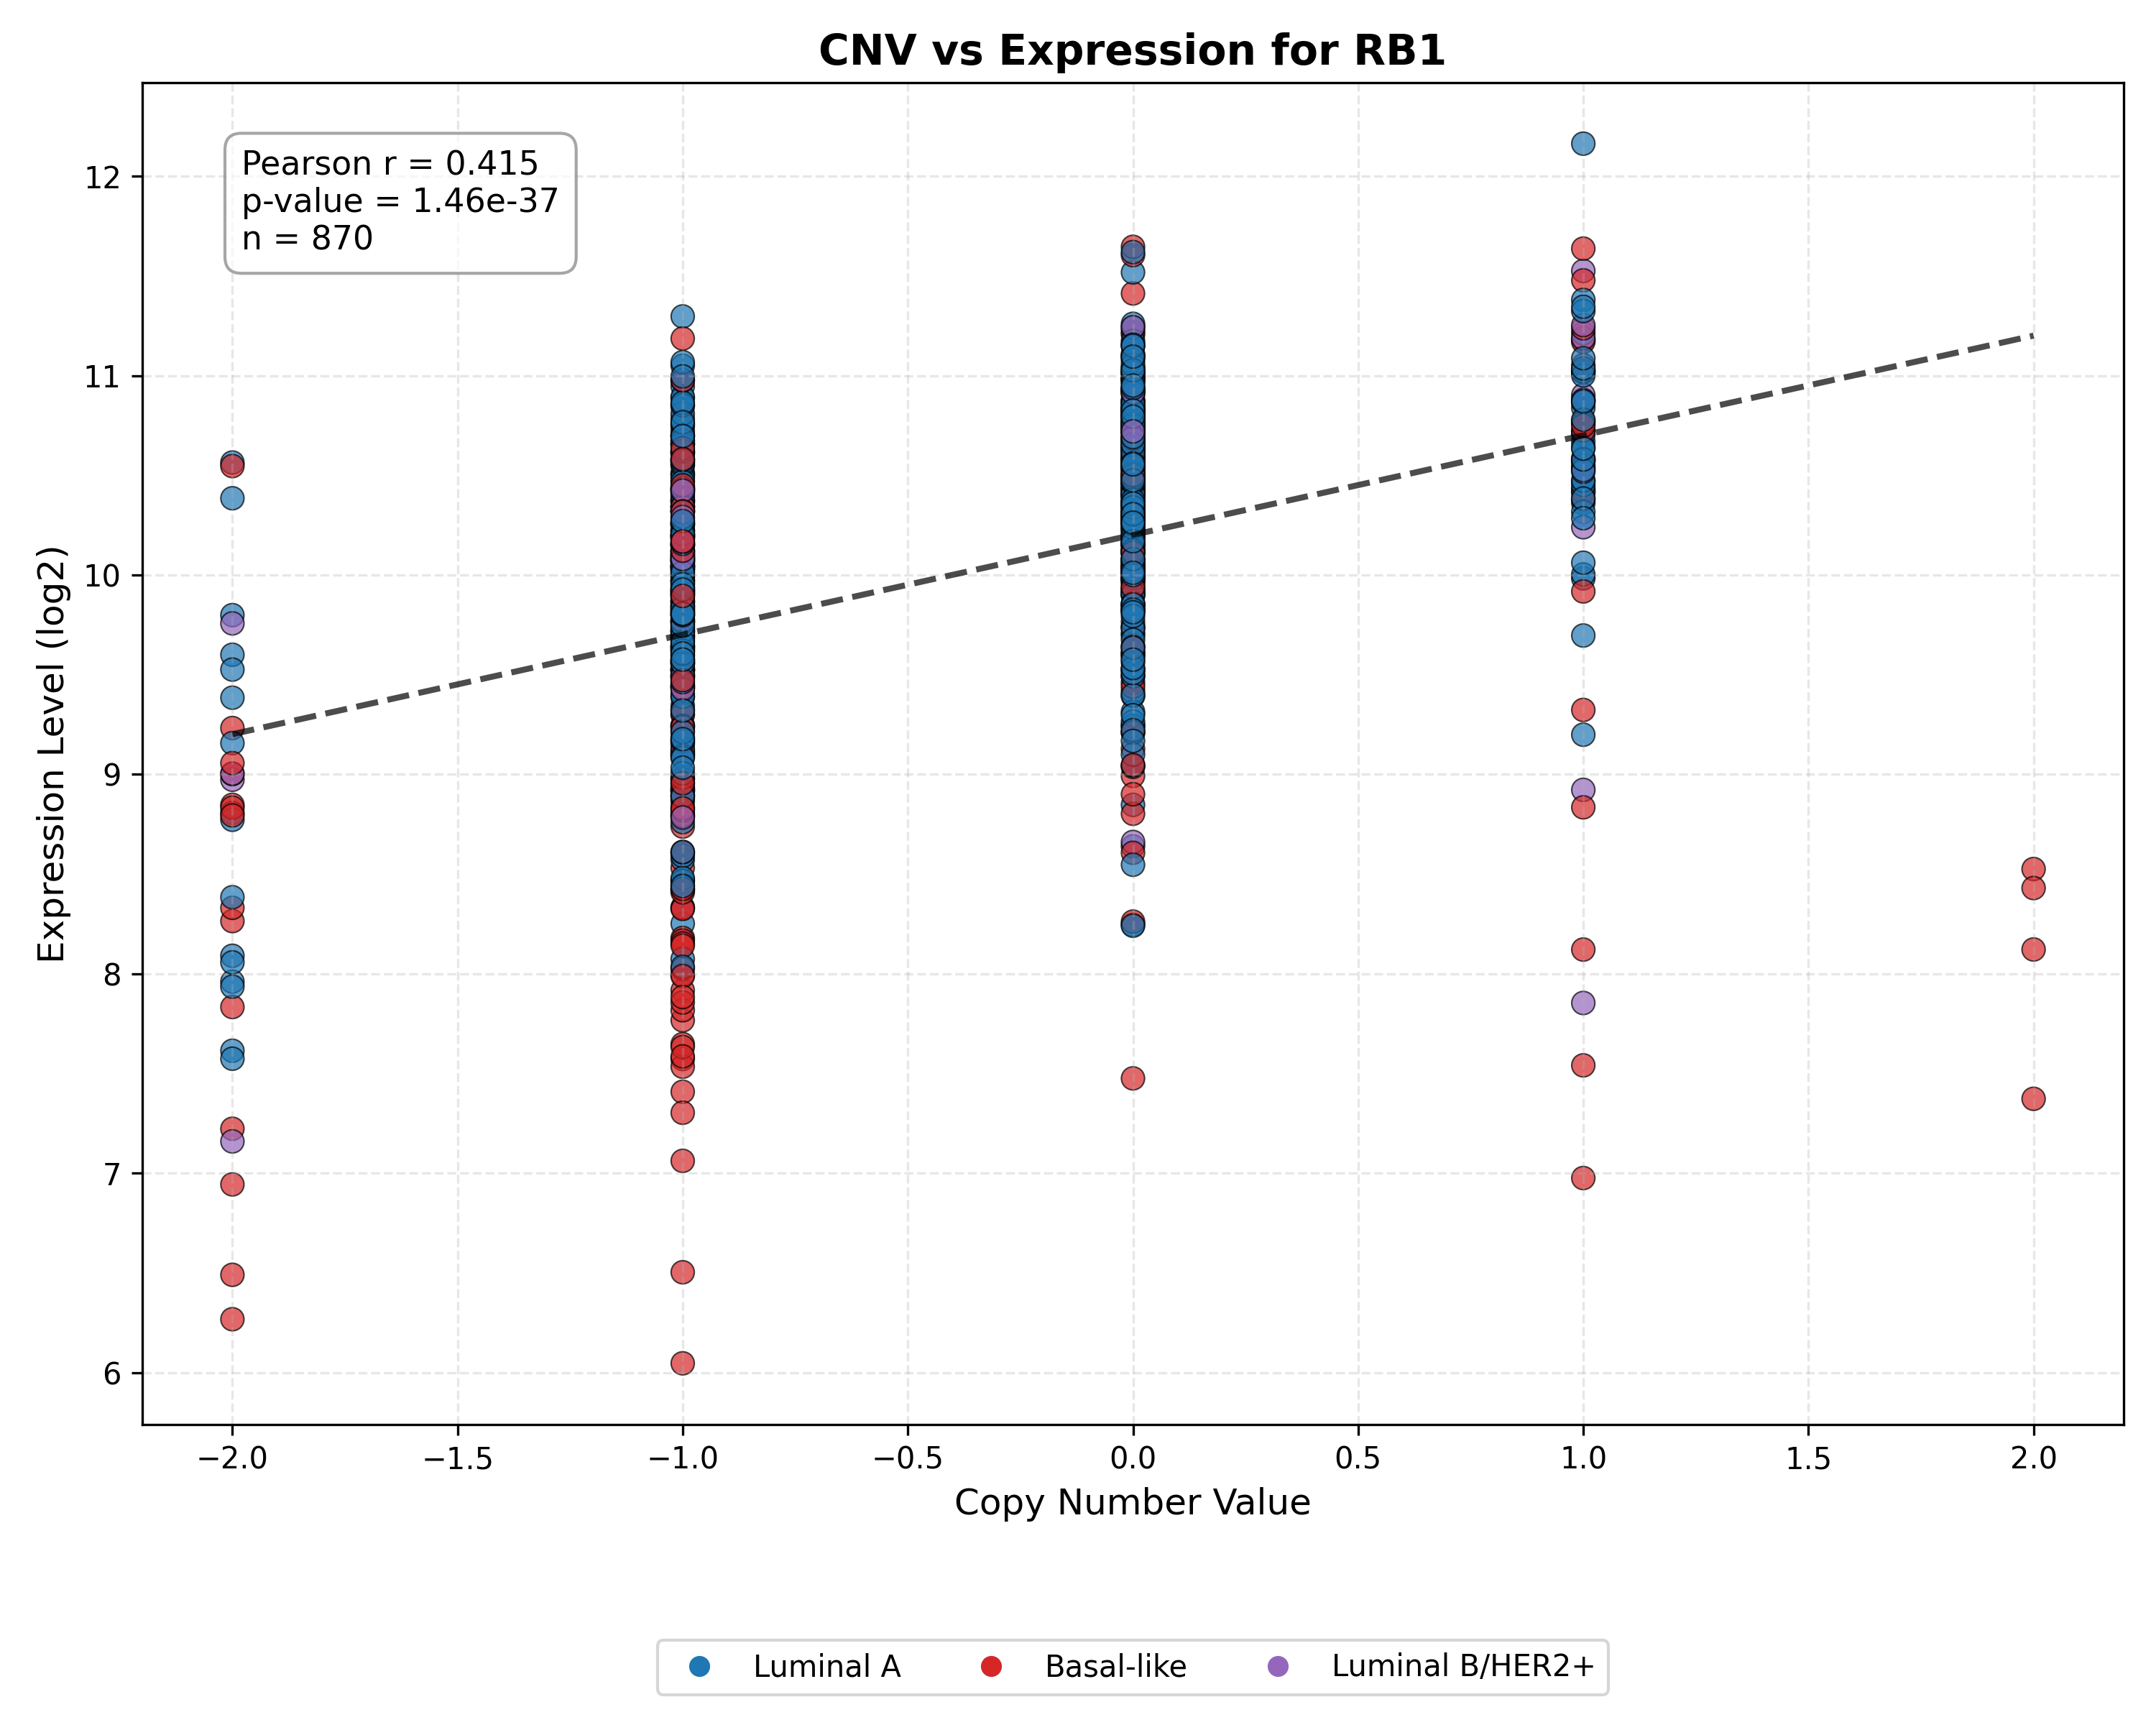 CNV vs Expression for RB1
Pearson r = 0.415
p-value = 1.46e-37
n = 870
Expression Level (log2)
12
11
10
9
8
7
6
−2.0 −1.5 −1.0 −0.5 0.0 0.5 1.0 1.5 2.0
Copy Number Value
Luminal A Basal-like Luminal B/HER2+